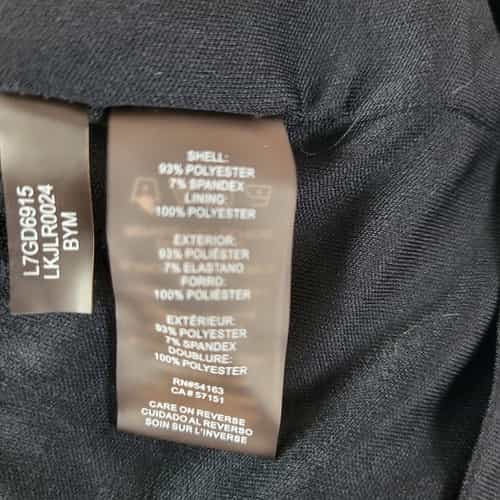 L7GD6915
LKJLR0024
BYM
SHELL:
93% POLYESTER
7% SPANDEX
LINING:
100% POLYESTER
EXTERIOR:
93% POLIÉSTER
7% ELASTANO
FORRO:
100% POLIÉSTER
EXTÉRIEUR:
93% POLYESTER
7% SPANDEX
DOUBLURE:
100% POLYESTER
RN#54163
CA# 57151
CARE ON REVERSE
CUIDADO AL REVERSO
SOIN SUR L'INVERSE